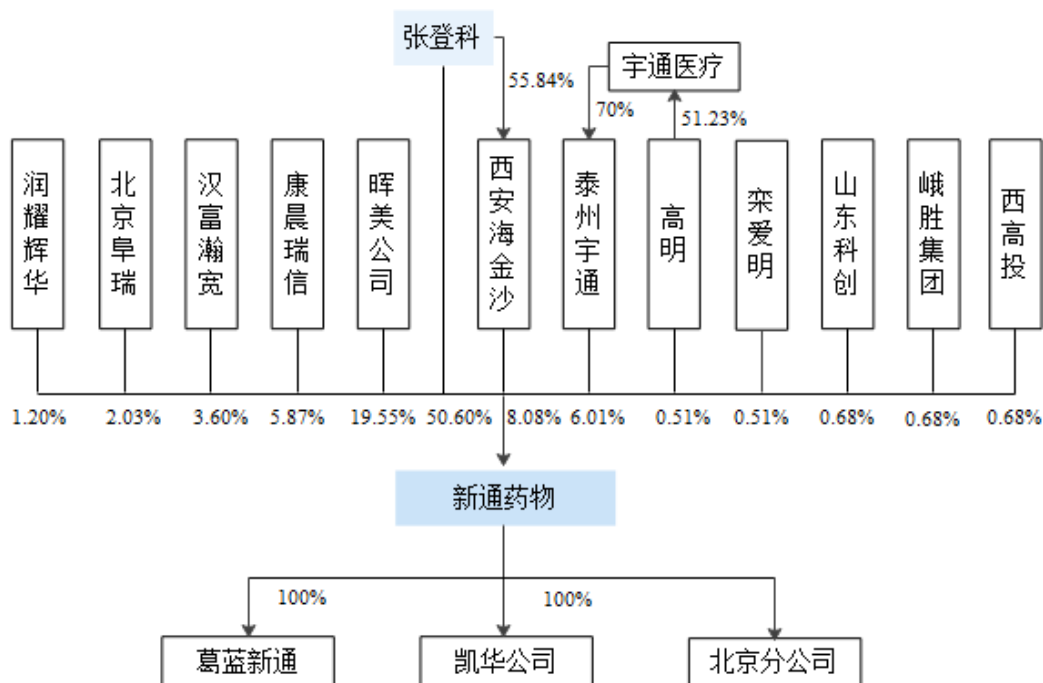 张登科
宇通医疗
55.84%
70%
51.23%
润耀辉华
北京阜瑞
汉富瀚宽
康晨瑞信
晖美公司
西安海金沙
泰州宇通
高明
栾爱明
山东科创
峨胜集团
西高投
1.20%
2.03%
3.60%
5.87%
19.55%
50.60%
8.08%
6.01%
0.51%
0.51%
0.68%
0.68%
0.68%
新通药物
100%
100%
葛蓝新通
凯华公司
北京分公司